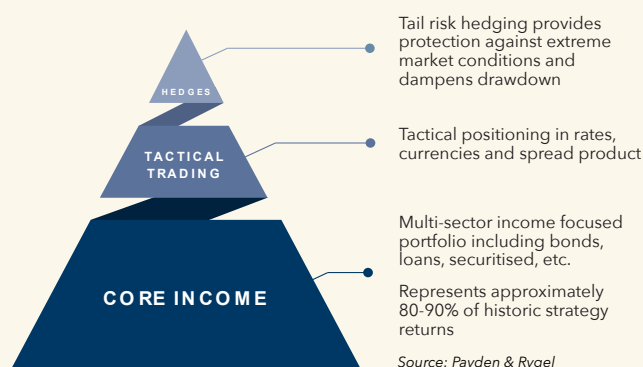 Tail risk hedging provides
protection against extreme
market conditions and
dampens drawdown
HEDGES
TACTICAL
TRADING
Tactical positioning in rates,
currencies and spread product
Multi-sector income focused
portfolio including bonds,
loans, securitised, etc.
CORE INCOME
Represents approximately
80-90% of historic strategy
returns
Source: Payden & Rygel